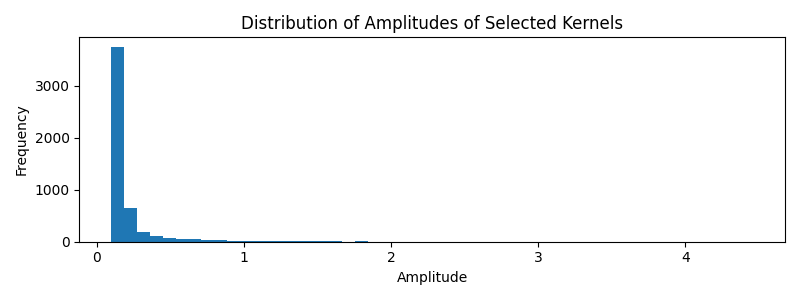 Distribution of Amplitudes of Selected Kernels
Frequency
3000
2000
1000
0
0 1 2 3 4
Amplitude